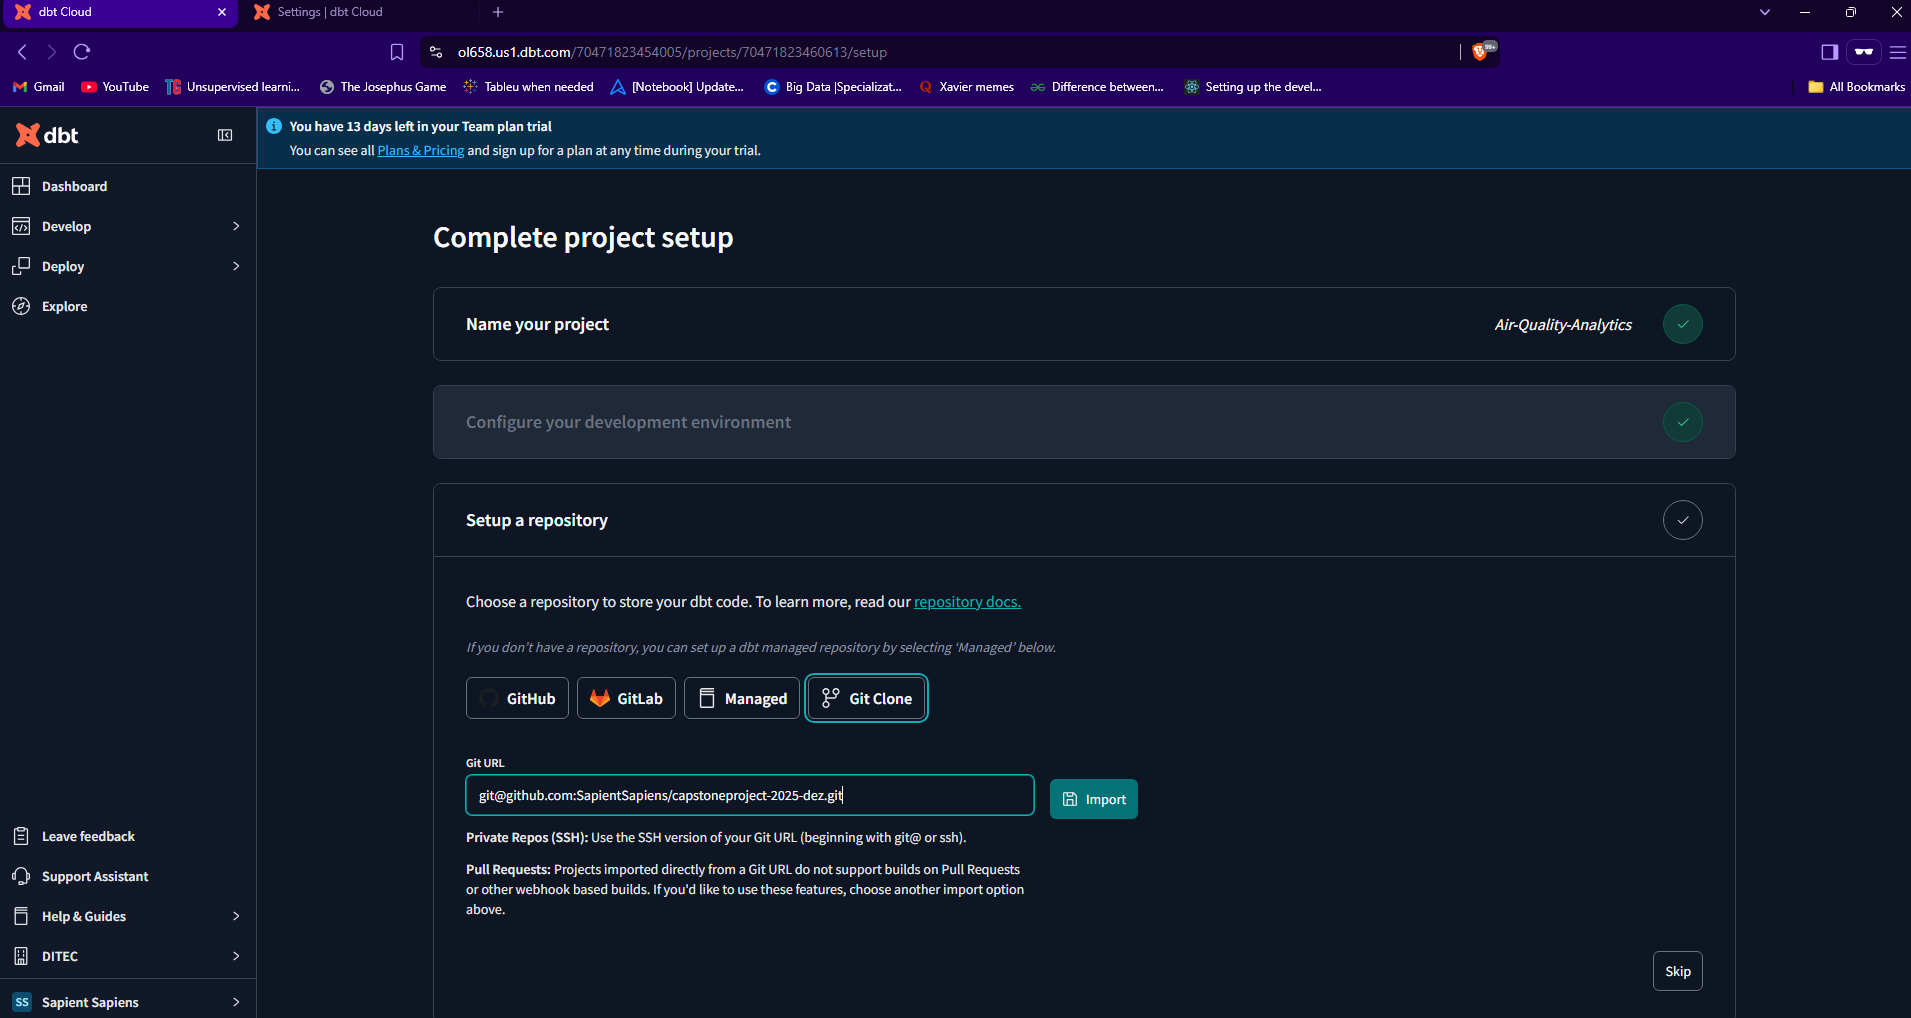 dbt Cloud
Settings | dbt Cloud
ol658.us1.dbt.com/70471823454005/projects/70471823460613/setup
99+
Gmail
YouTube
Unsupervised learni...
The Josephus Game
Tableu when needed
[Notebook] Update...
Big Data |Specializat...
Xavier memes
Difference between...
Setting up the devel...
All Bookmarks
dbt
You have 13 days left in your Team plan trial
You can see all Plans & Pricing and sign up for a plan at any time during your trial.
Dashboard
Develop
Deploy
Explore
Complete project setup
Name your project
Air-Quality-Analytics
Configure your development environment
Setup a repository
Choose a repository to store your dbt code. To learn more, read our repository docs.
If you don't have a repository, you can set up a dbt managed repository by selecting ‘Managed’ below.
GitHub
GitLab
Managed
Git Clone
Git URL
git@github.com:SapientSapiens/capstoneproject-2025-dez.git
Import
Private Repos (SSH): Use the SSH version of your Git URL (beginning with git@ or ssh).
Pull Requests: Projects imported directly from a Git URL do not support builds on Pull Requests
or other webhook based builds. If you'd like to use these features, choose another import option
above.
Skip
Leave feedback
Support Assistant
Help & Guides
DITEC
SS
Sapient Sapiens